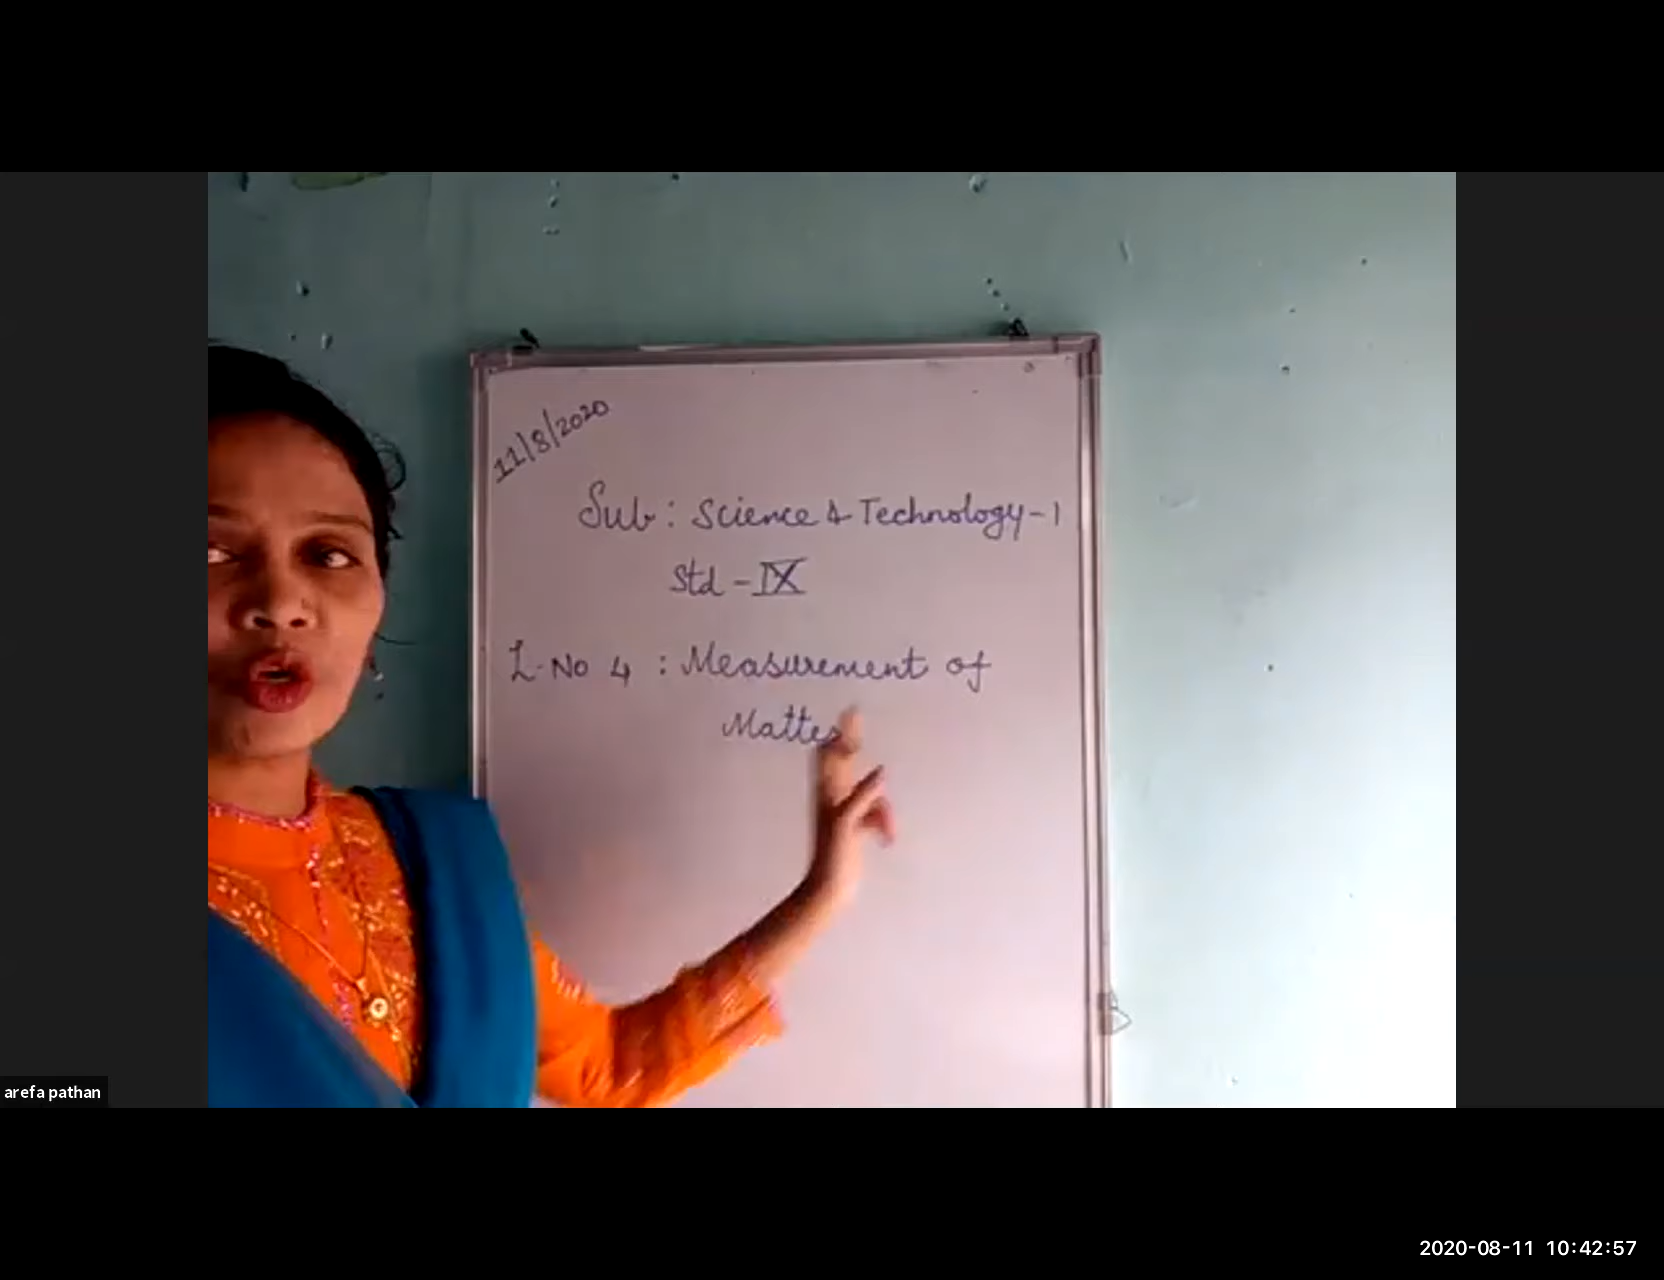 11/8/2020
Sub : Science & Technology-1
Std - IX
L.No 4 : Measurement of
Matter
arefa pathan
2020-08-11 10:42:57